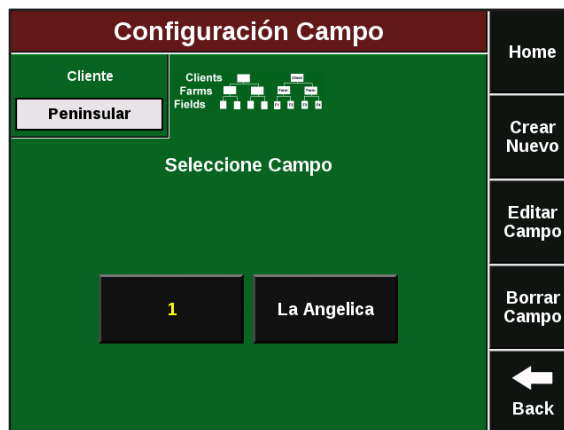 Configuración Campo
Home
Cliente
Peninsular
Clients
Farms
Fields
Crear
Nuevo
Seleccione Campo
Editar
Campo
1
La Angelica
Borrar
Campo
Back